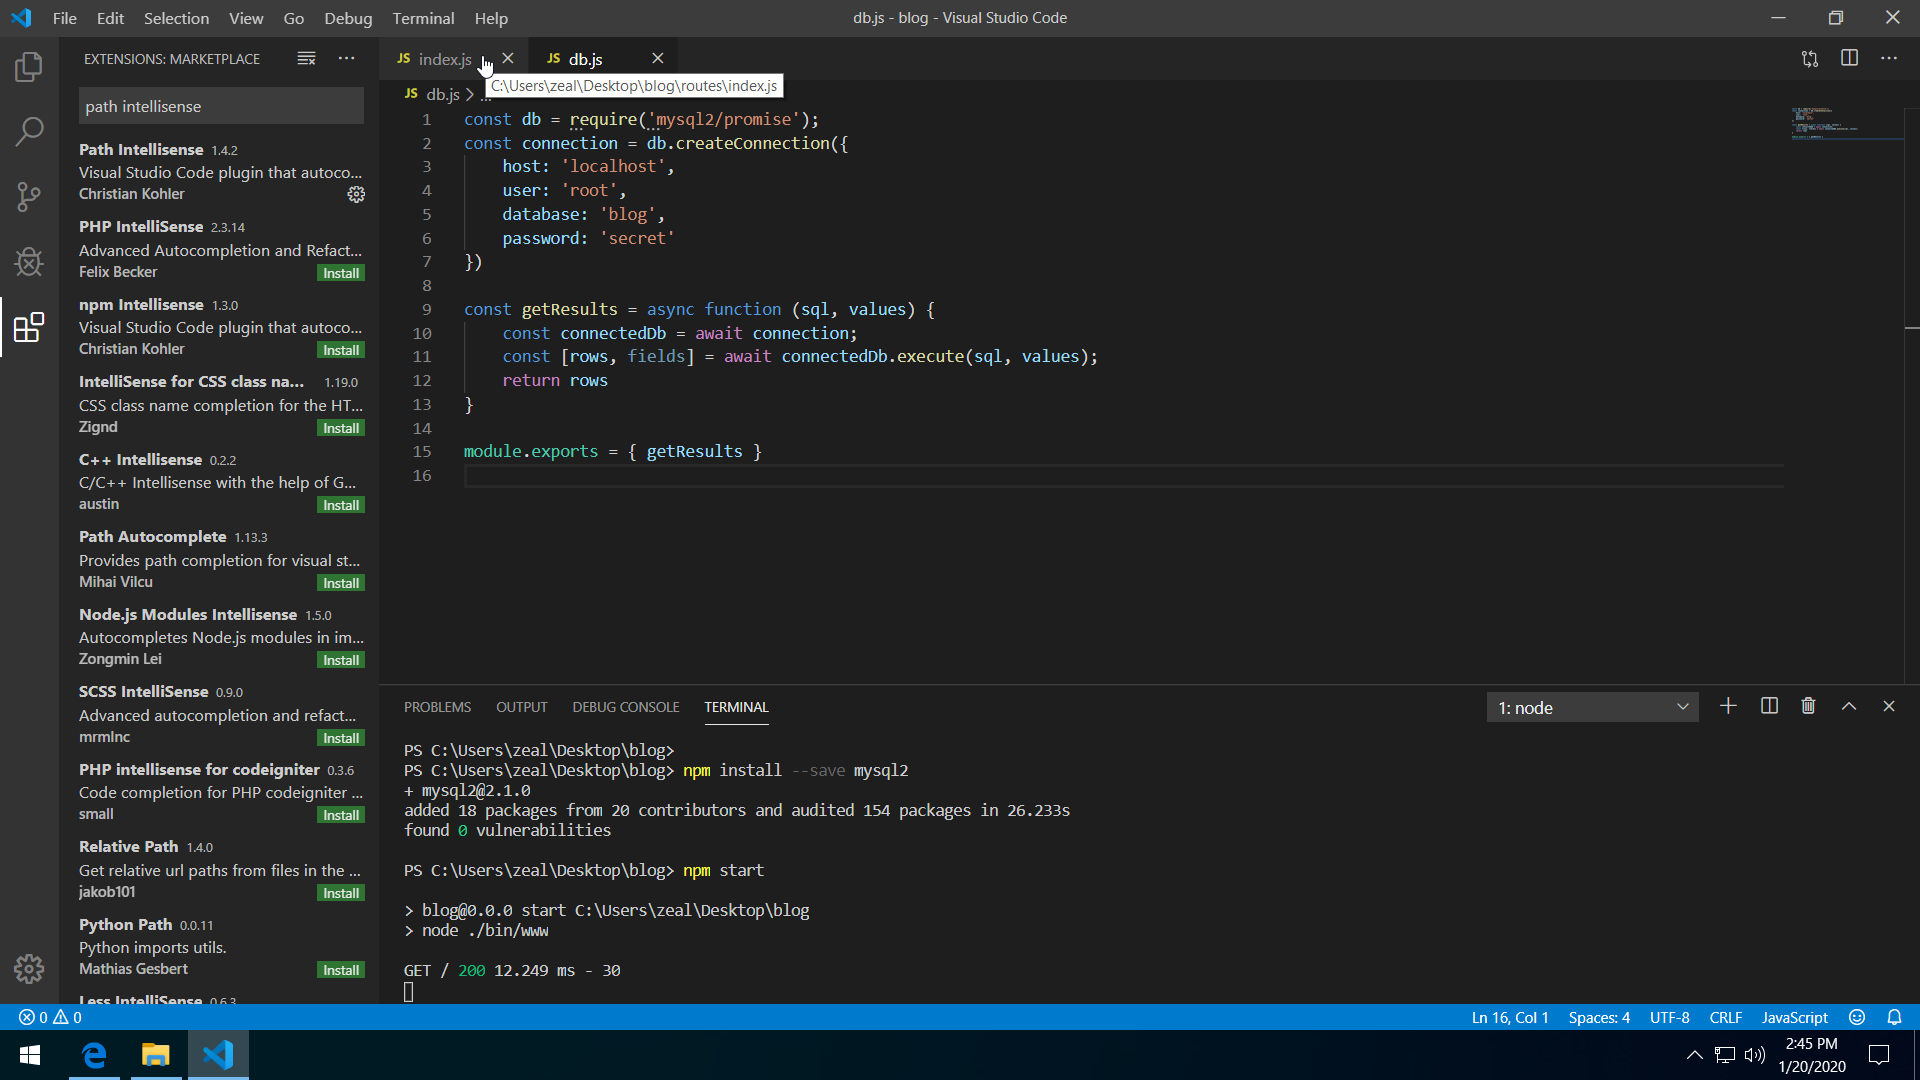 File Edit Selection View Go Debug Terminal Help
db.js - blog - Visual Studio Code
EXTENSIONS: MARKETPLACE
path intellisense
Path Intellisense 1.4.2
Visual Studio Code plugin that autoco...
Christian Kohler
PHP IntelliSense 2.3.14
Advanced Autocompletion and Refact...
Felix Becker Install
npm Intellisense 1.3.0
Visual Studio Code plugin that autoco...
Christian Kohler Install
IntelliSense for CSS class na... 1.19.0
CSS class name completion for the HT...
Zignd Install
C++ Intellisense 0.2.2
C/C++ Intellisense with the help of G...
austin Install
Path Autocomplete 1.13.3
Provides path completion for visual st...
Mihai Vilcu Install
Node.js Modules Intellisense 1.5.0
Autocompletes Node.js modules in im...
Zongmin Lei Install
SCSS IntelliSense 0.9.0
Advanced autocompletion and refact...
mrmlnc Install
PHP intellisense for codeigniter 0.3.6
Code completion for PHP codeigniter ...
small Install
Relative Path 1.4.0
Get relative url paths from files in the ...
jakob101 Install
Python Path 0.0.11
Python imports utils.
Mathias Gesbert Install
Less IntelliSense 0.6.3
JS index.js
JS db.js
C:\Users\zeal\Desktop\blog\routes\index.js
JS db.js > ...
1 const db = require('mysql2/promise');
2 const connection = db.createConnection({
3 host: 'localhost',
4 user: 'root',
5 database: 'blog',
6 password: 'secret'
7 })
8
9 const getResults = async function (sql, values) {
10 const connectedDb = await connection;
11 const [rows, fields] = await connectedDb.execute(sql, values);
12 return rows
13 }
14
15 module.exports = { getResults }
16
PROBLEMS OUTPUT DEBUG CONSOLE TERMINAL
1: node
PS C:\Users\zeal\Desktop\blog>
PS C:\Users\zeal\Desktop\blog> npm install --save mysql2
+ mysql2@2.1.0
added 18 packages from 20 contributors and audited 154 packages in 26.233s
found 0 vulnerabilities
PS C:\Users\zeal\Desktop\blog> npm start
> blog@0.0.0 start C:\Users\zeal\Desktop\blog
> node ./bin/www
GET / 200 12.249 ms - 30
0 0
Ln 16, Col 1 Spaces: 4 UTF-8 CRLF JavaScript
2:45 PM
1/20/2020